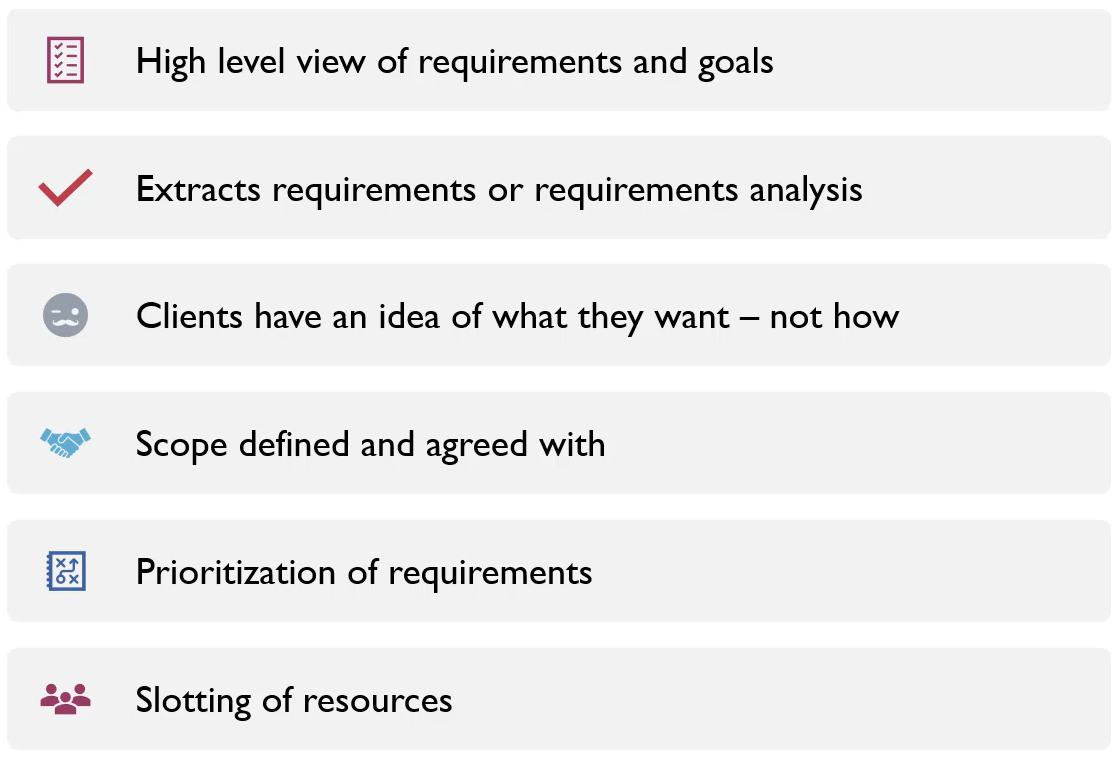 High level view of requirements and goals
Extracts requirements or requirements analysis
Clients have an idea of what they want – not how
Scope defined and agreed with
Prioritization of requirements
Slotting of resources